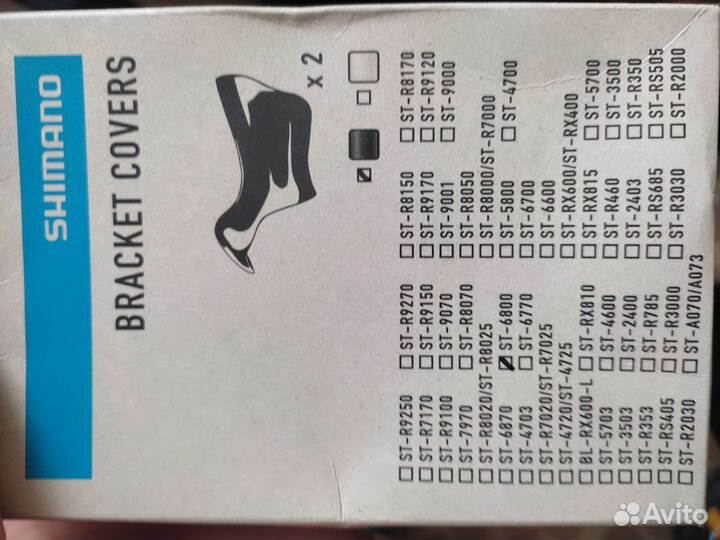 SHIMANO
BRACKET COVERS
x 2
ST-R9250 ST-R9270 ST-R8150 ST-R8170
ST-R7170 ST-R9150 ST-R9170 ST-R9120
ST-R9100 ST-9070 ST-9001 ST-9000
ST-7970 ST-R8070 ST-R8050
ST-R8020/ST-R8025 ST-R8000/ST-R7000
ST-6870 ST-6800 ST-5800 ST-4700
ST-4703 ST-6770 ST-6700
ST-R7020/ST-R7025 ST-6600
ST-4720/ST-4725 ST-RX600/ST-RX400
BL-RX600-L ST-RX810 ST-RX815 ST-5700
ST-5703 ST-4600 ST-R460 ST-3500
ST-3503 ST-2400 ST-2403 ST-R350
ST-R353 ST-R785 ST-RS685 ST-RS505
ST-RS405 ST-R3000 ST-R3030 ST-R2000
ST-R2030 ST-A070/A073
Avito